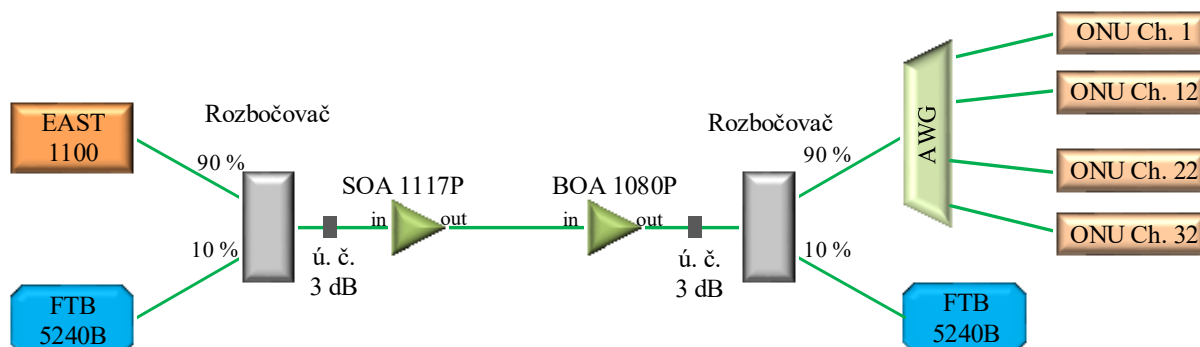 EAST
1100
Rozbočovač
90 %
10 %
FTB
5240B
ú. č.
3 dB
SOA 1117P
in
out
BOA 1080P
in
out
ú. č.
3 dB
Rozbočovač
90 %
10 %
AWG
ONU Ch. 1
ONU Ch. 12
ONU Ch. 22
ONU Ch. 32
FTB
5240B